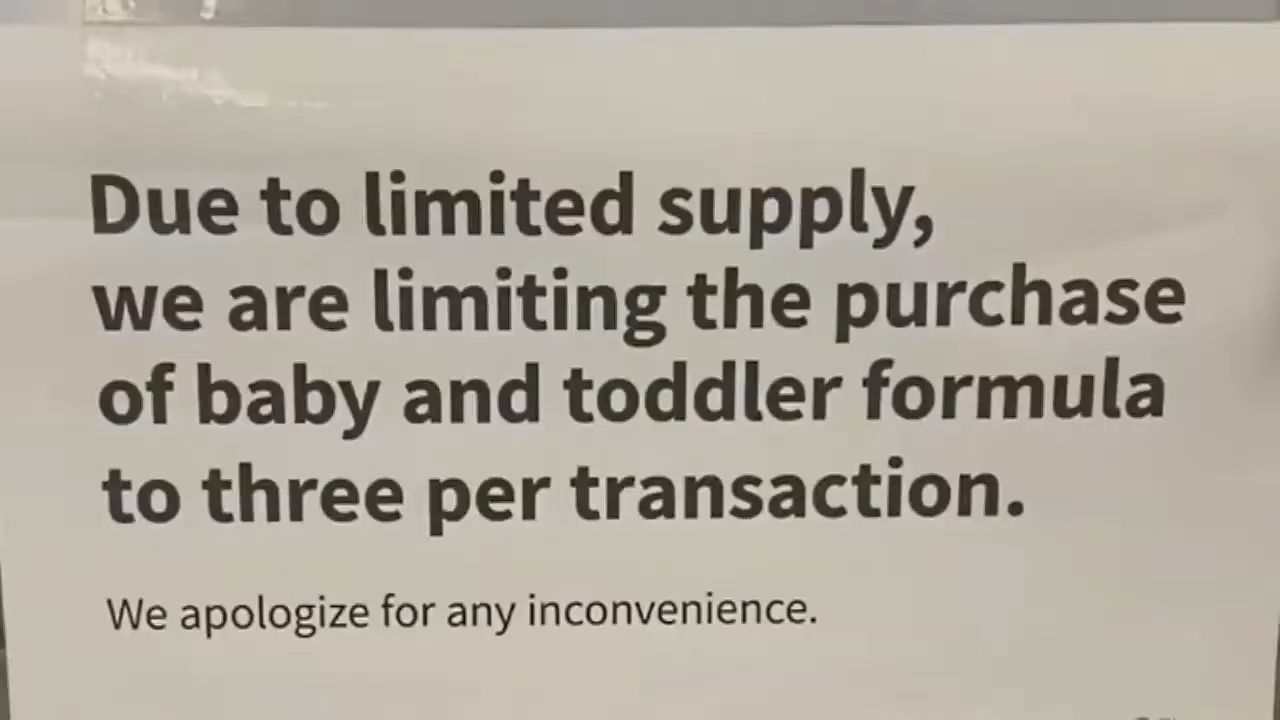 Due to limited supply,
we are limiting the purchase
of baby and toddler formula
to three per transaction.
We apologize for any inconvenience.